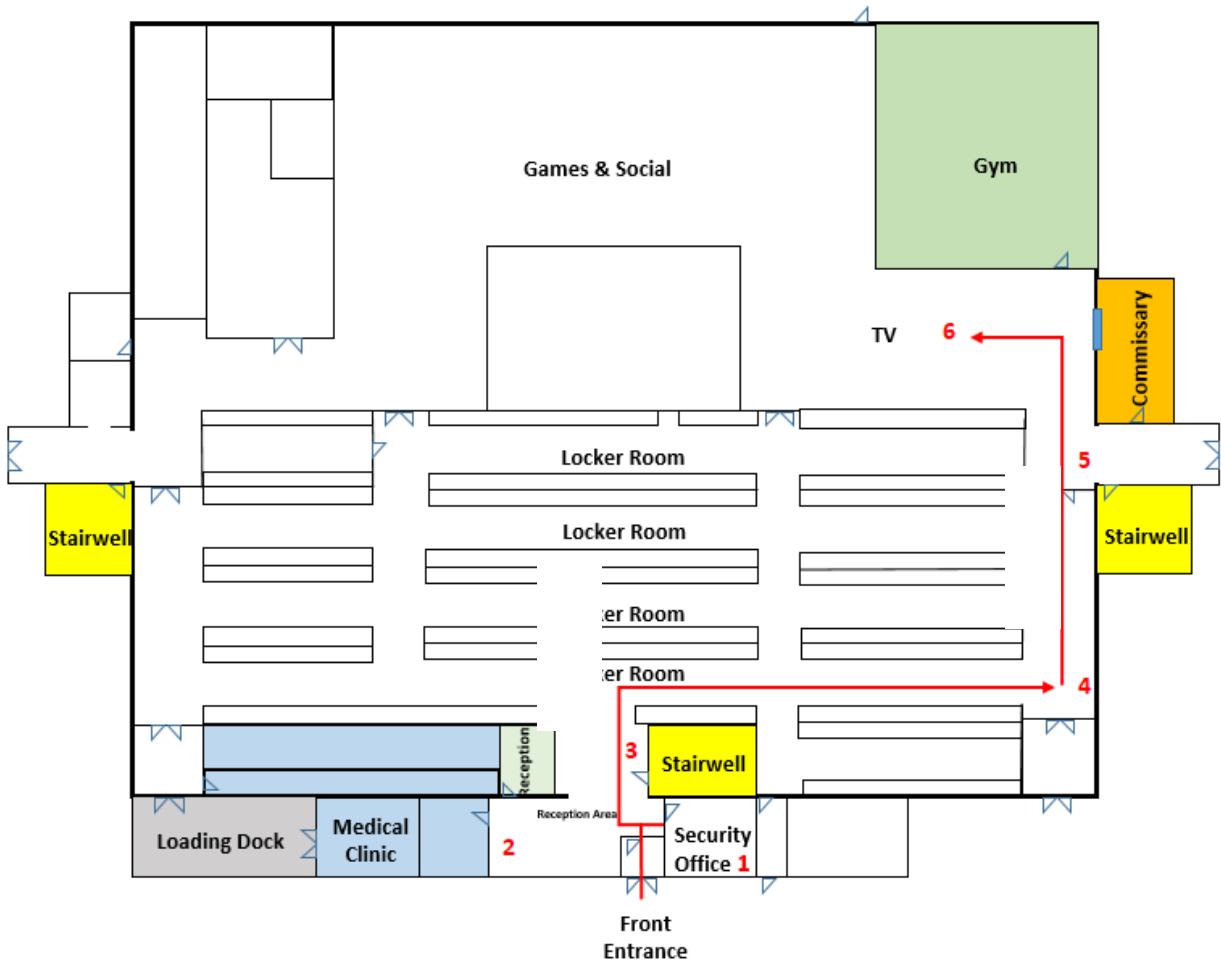 Games & Social
Gym
TV
6
Commissary
5
Locker Room
Stairwell
Locker Room
Stairwell
ker Room
ker Room
4
3
Stairwell
Reception
Reception Area
Loading Dock
Medical
Clinic
2
Security
Office 1
Front
Entrance